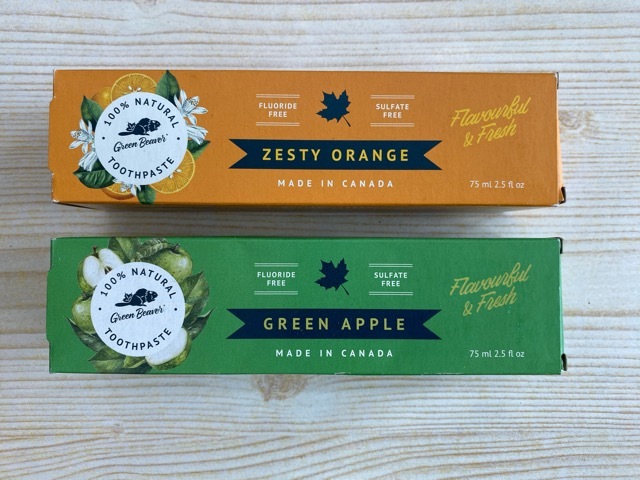 100% NATURAL
Green Beaver
TOOTHPASTE
FLUORIDE
FREE
SULFATE
FREE
ZESTY ORANGE
MADE IN CANADA
Flavourful
& Fresh
75 ml 2.5 fl oz
100% NATURAL
Green Beaver
TOOTHPASTE
FLUORIDE
FREE
SULFATE
FREE
GREEN APPLE
MADE IN CANADA
Flavourful
& Fresh
75 ml 2.5 fl oz